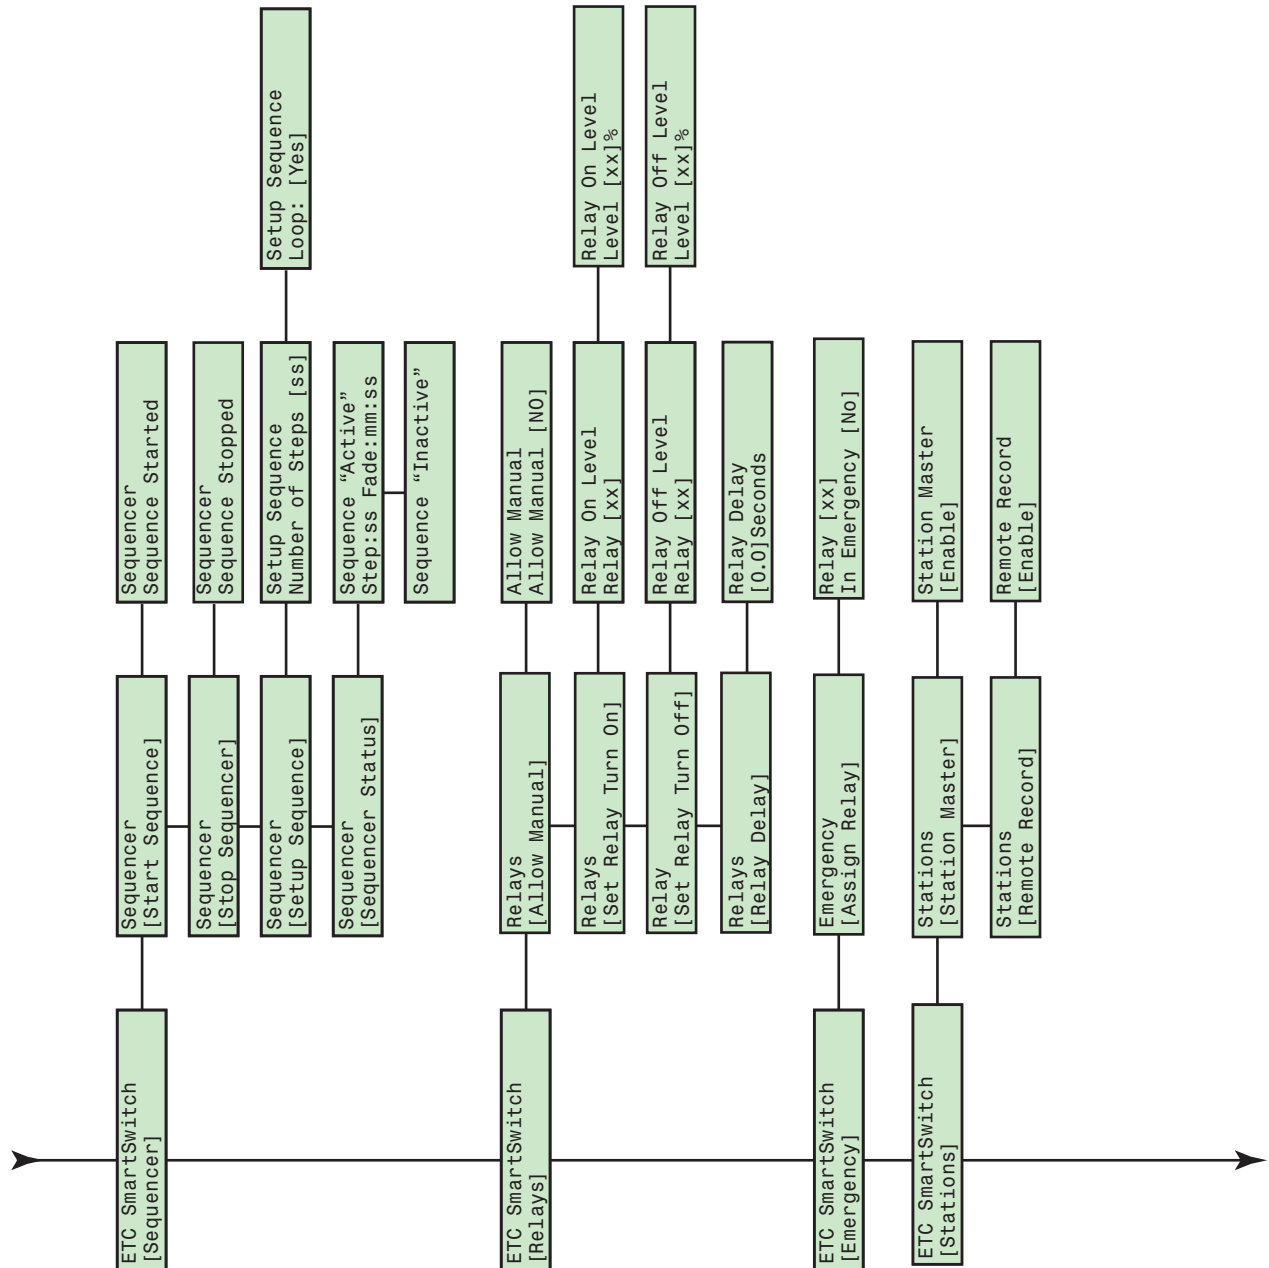 ETC SmartSwitch
[Sequencer]
Sequencer
[Start Sequence]
Sequencer
Sequence Started
Sequencer
[Stop Sequencer]
Sequencer
Sequence Stopped
Sequencer
[Setup Sequence]
Setup Sequence
Number of Steps [ss]
Setup Sequence
Loop: [Yes]
Sequencer
[Sequencer Status]
Sequence “Active”
Step:ss Fade:mm:ss
Sequence “Inactive”
ETC SmartSwitch
[Relays]
Relays
[Allow Manual]
Allow Manual
Allow Manual [NO]
Relays
[Set Relay Turn On]
Relay On Level
Relay [xx]
Relay On Level
Level [xx]%
Relay
[Set Relay Turn Off]
Relay Off Level
Relay [xx]
Relay Off Level
Level [xx]%
Relays
[Relay Delay]
Relay Delay
[0.0]Seconds
ETC SmartSwitch
[Emergency]
Emergency
[Assign Relay]
Relay [xx]
In Emergency [No]
ETC SmartSwitch
[Stations]
Stations
[Station Master]
Station Master
[Enable]
Stations
[Remote Record]
Remote Record
[Enable]